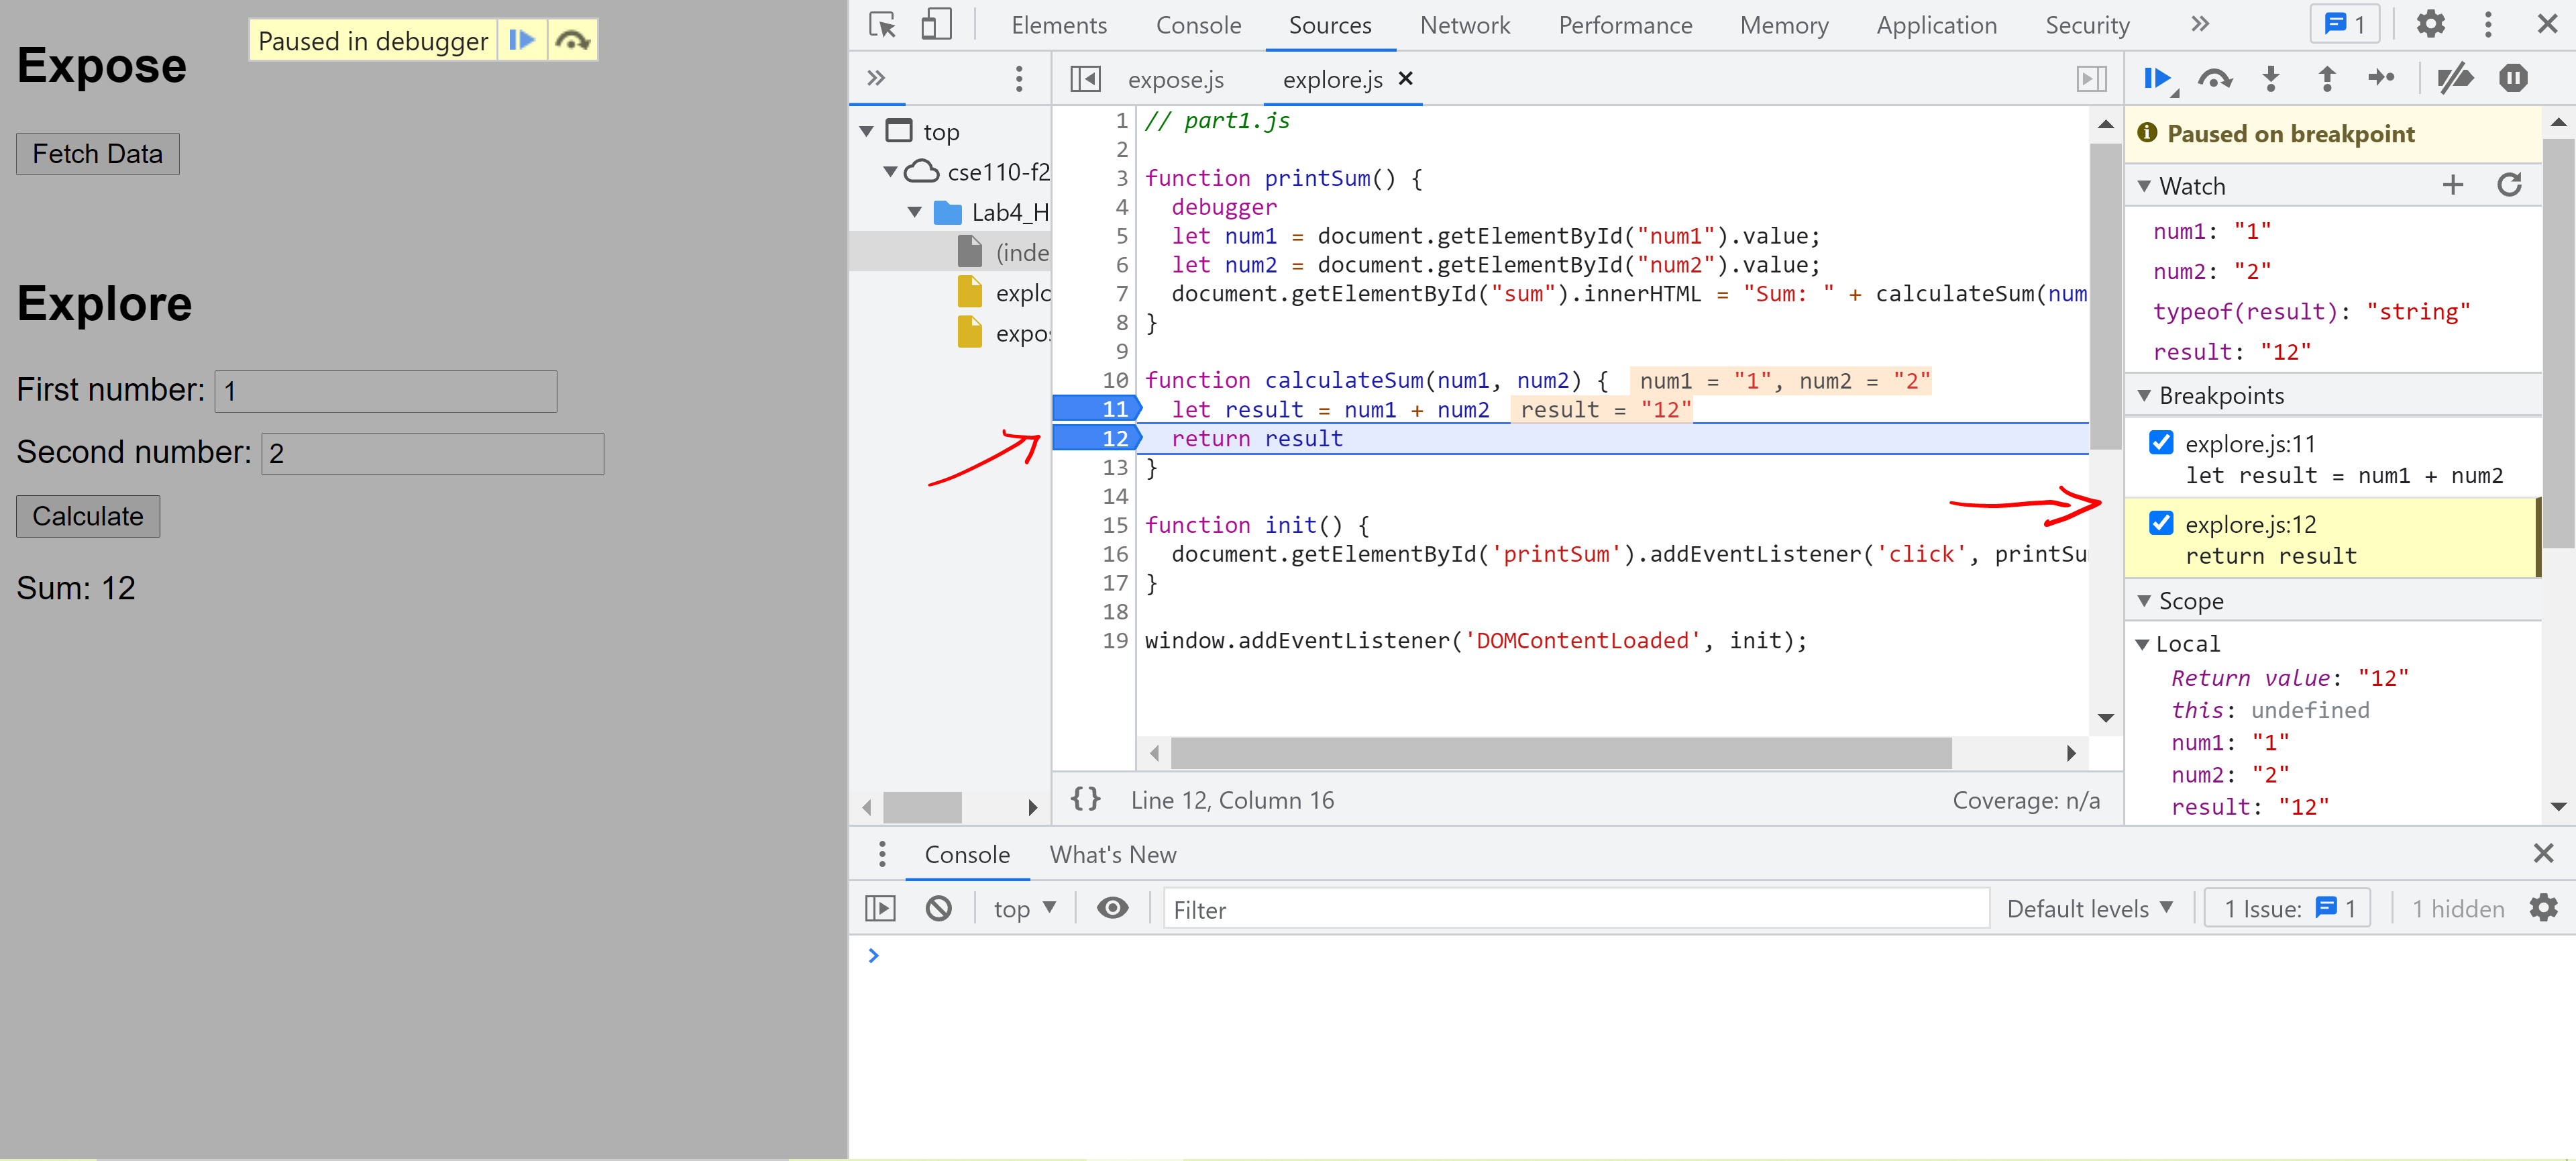 Paused in debugger
Expose
Fetch Data
Explore
First number: 1
Second number: 2
Calculate
Sum: 12
Elements Console Sources Network Performance Memory Application Security » 1
» expose.js explore.js ×
top
cse110-f2
Lab4_H
(inde
explo
expo
1 // part1.js
2
3 function printSum() {
4 debugger
5 let num1 = document.getElementById("num1").value;
6 let num2 = document.getElementById("num2").value;
7 document.getElementById("sum").innerHTML = "Sum: " + calculateSum(num
8 }
9
10 function calculateSum(num1, num2) { num1 = "1", num2 = "2"
11 let result = num1 + num2 result = "12"
12 return result
13 }
14
15 function init() {
16 document.getElementById('printSum').addEventListener('click', printSu
17 }
18
19 window.addEventListener('DOMContentLoaded', init);
{} Line 12, Column 16 Coverage: n/a
Paused on breakpoint
Watch
num1: "1"
num2: "2"
typeof(result): "string"
result: "12"
Breakpoints
explore.js:11
let result = num1 + num2
explore.js:12
return result
Scope
Local
Return value: "12"
this: undefined
num1: "1"
num2: "2"
result: "12"
Console What's New
top Filter Default levels 1 Issue: 1 1 hidden